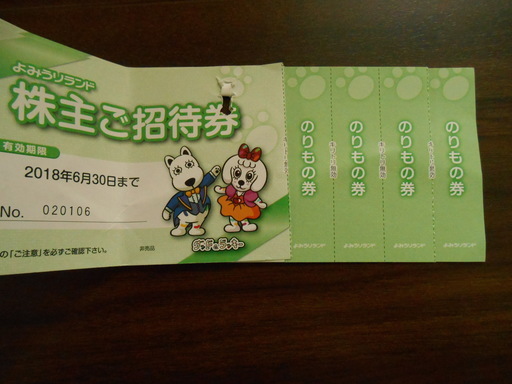 よみうりランド
株主ご招待券
有効期限
2018年6月30日まで
No. 020106
の「ご注意」を必ずご確認下さい。
非売品
のりもの券
よみうりランド
のりもの券
よみうりランド
のりもの券
よみうりランド
のりもの券
よみうりランド